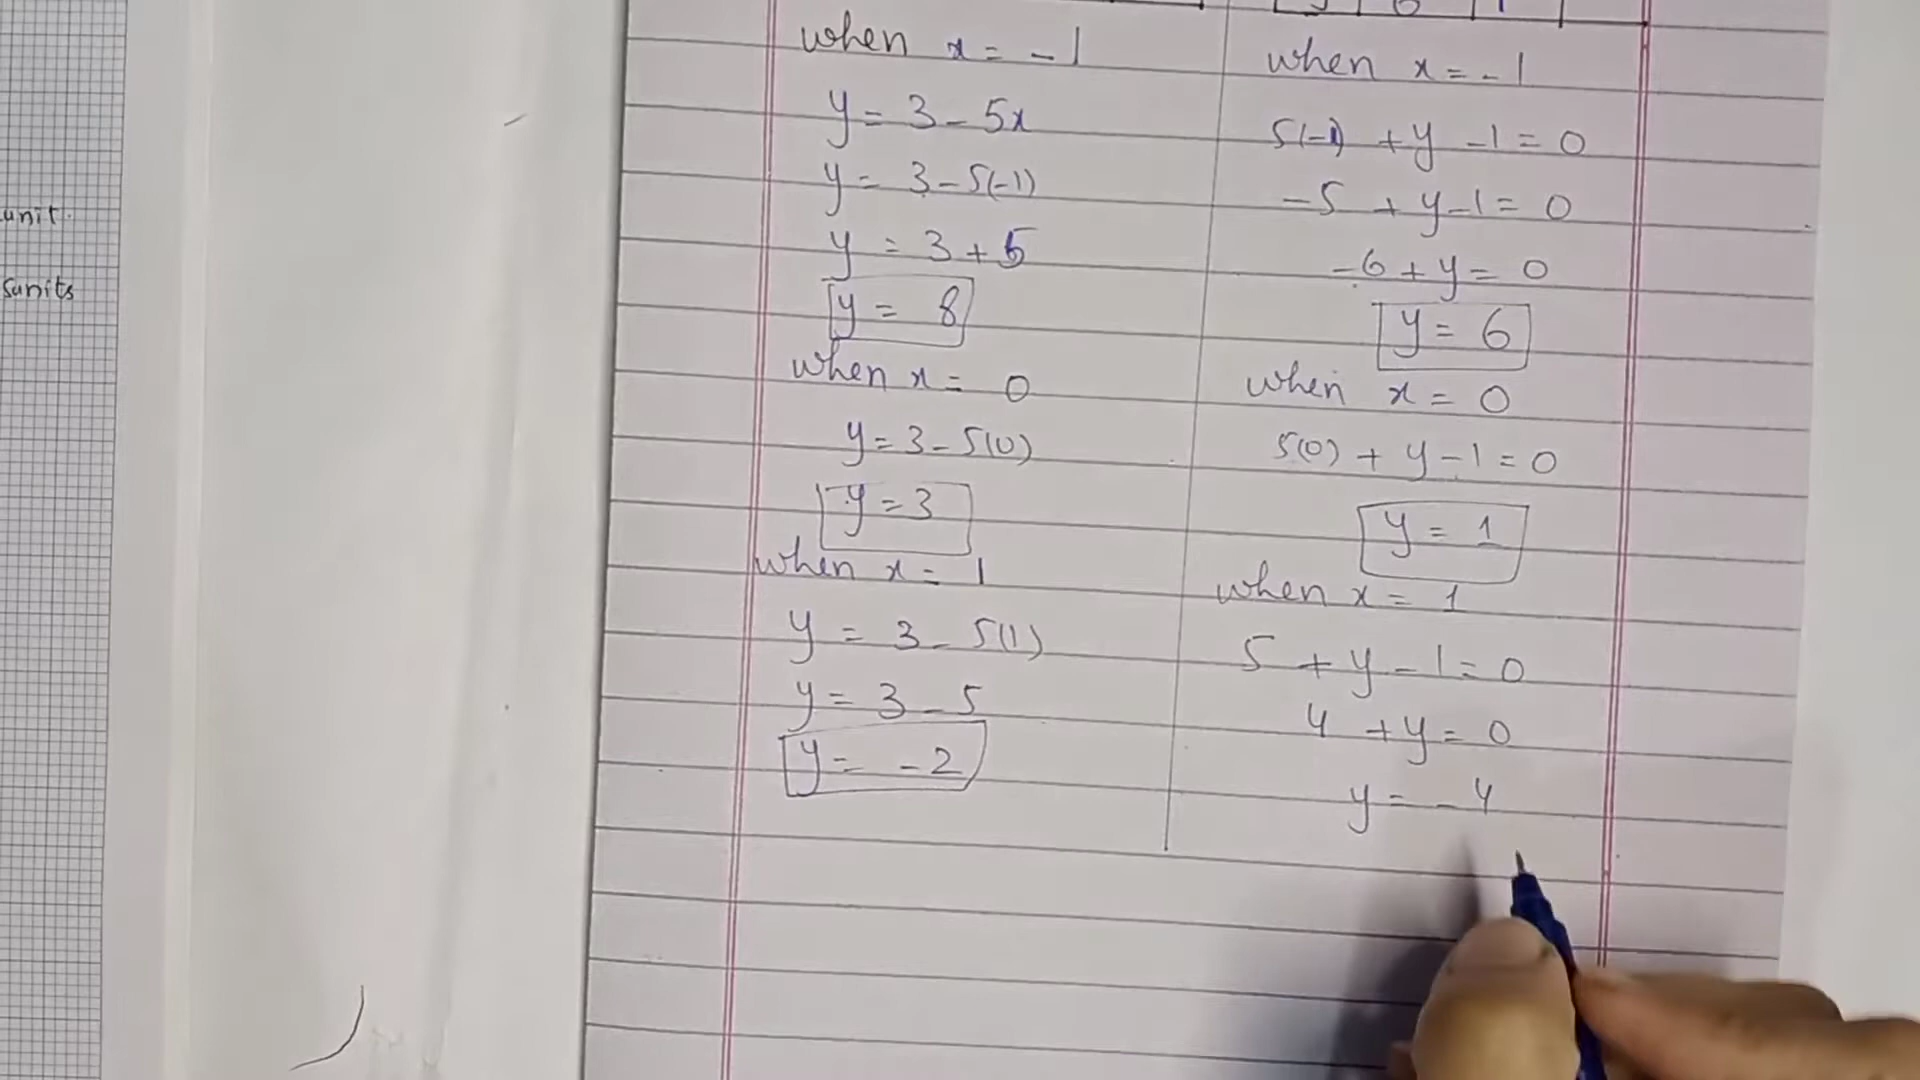 unit
5units
when x = -1
y = 3 - 5x
y = 3 - 5(-1)
y = 3 + 5
y = 8
when x = 0
y = 3 - 5(0)
y = 3
when x = 1
y = 3 - 5(1)
y = 3 - 5
y = -2
when x = -1
5(-1) + y - 1 = 0
-5 + y - 1 = 0
-6 + y = 0
y = 6
when x = 0
5(0) + y - 1 = 0
y = 1
when x = 1
5 + y - 1 = 0
4 + y = 0
y = -4